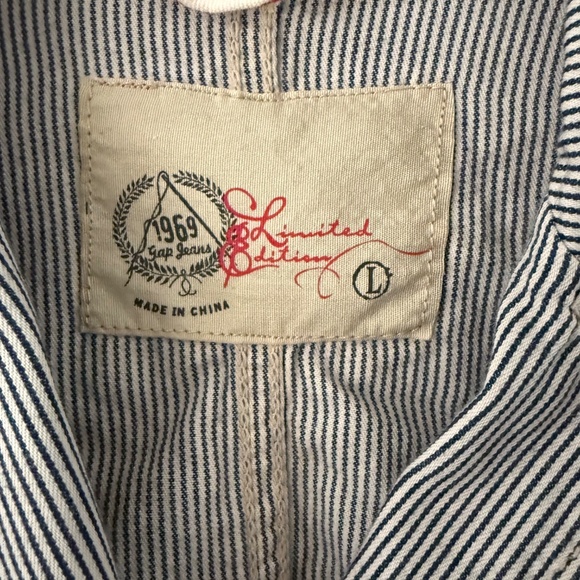 1969
Gap Jeans
Limited
Edition
L
MADE IN CHINA